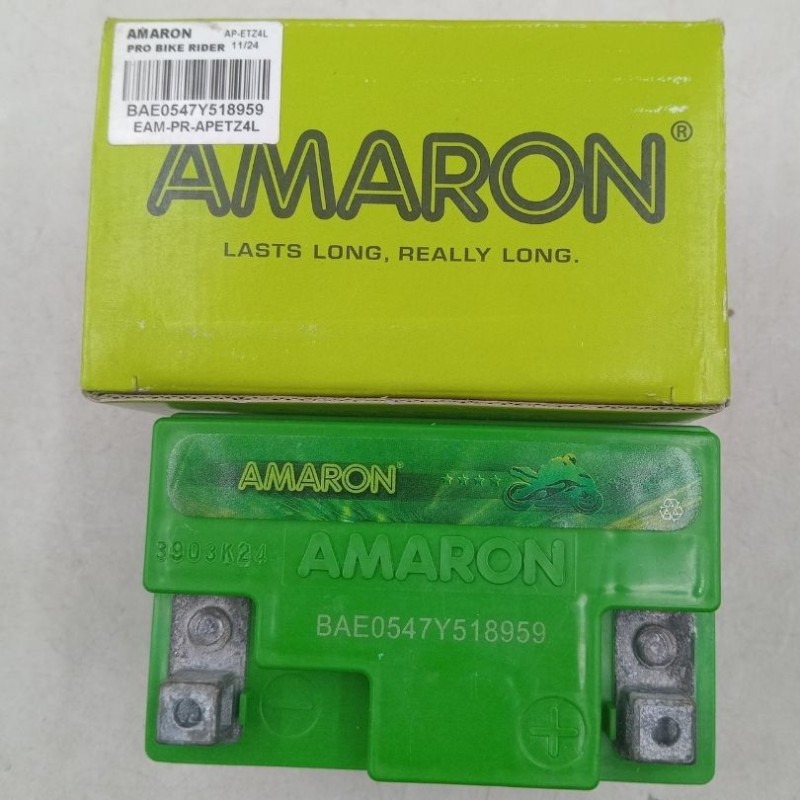 AMARON AP-ETZ4L
PRO BIKE RIDER 11/24
BAE0547Y518959
EAM-PR-APETZ4L
AMARON®
LASTS LONG, REALLY LONG.
AMARON®
3903K24
AMARON
BAE0547Y518959